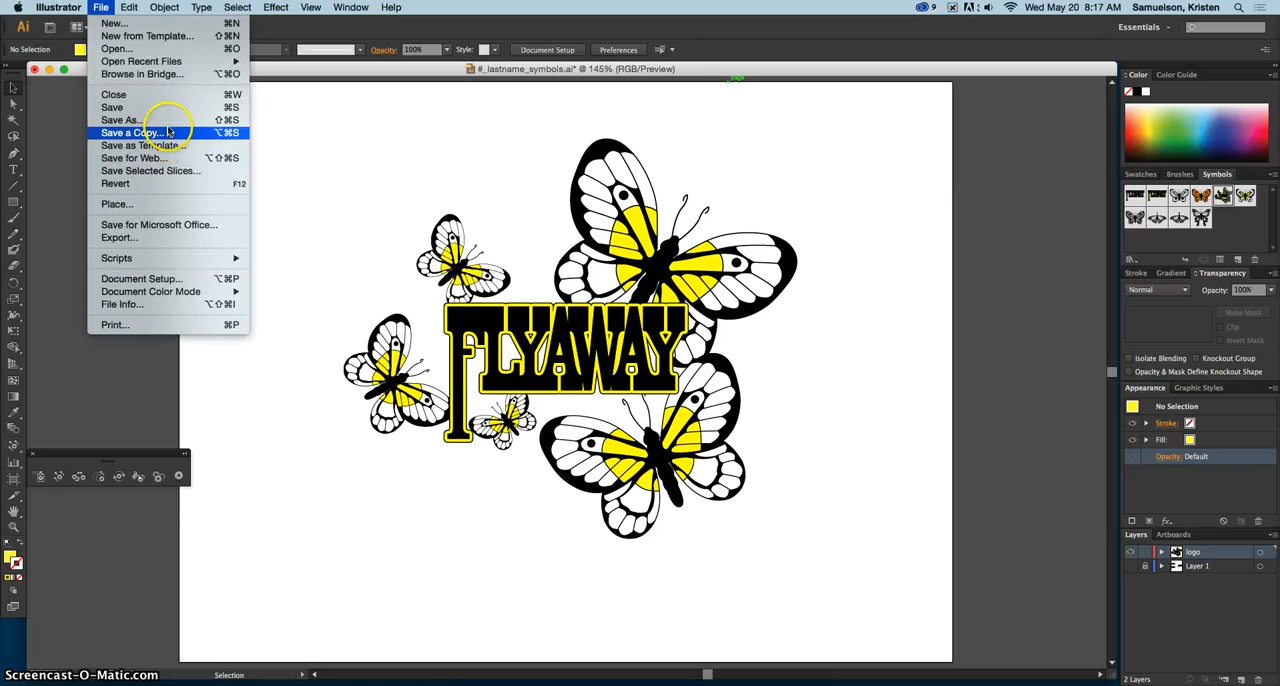 Illustrator File Edit Object Type Select Effect View Window Help
9 Wed May 20 8:17 AM Samuelson, Kristen
Ai Essentials
No Selection Opacity: 100% Style: Document Setup Preferences
#_lastname_symbols.ai* @ 145% (RGB/Preview)
New... ⌘N
New from Template... ⇧⌘N
Open... ⌘O
Open Recent Files
Browse in Bridge... ⌥⌘O
Close ⌘W
Save ⌘S
Save As... ⇧⌘S
Save a Copy... ⌥⌘S
Save as Template...
Save for Web... ⌥⇧⌘S
Save Selected Slices...
Revert F12
Place...
Save for Microsoft Office...
Export...
Scripts
Document Setup... ⌥⌘P
Document Color Mode
File Info... ⌥⇧⌘I
Print... ⌘P
page
FLYAWAY
Color Color Guide
Swatches Brushes Symbols
Stroke Gradient Transparency
Normal Opacity: 100%
Make Mask
Clip
Invert Mask
Isolate Blending Knockout Group
Opacity & Mask Define Knockout Shape
Appearance Graphic Styles
No Selection
Stroke:
Fill:
Opacity: Default
fx
Layers Artboards
logo
Layer 1
2 Layers
Selection
Screencast-O-Matic.com